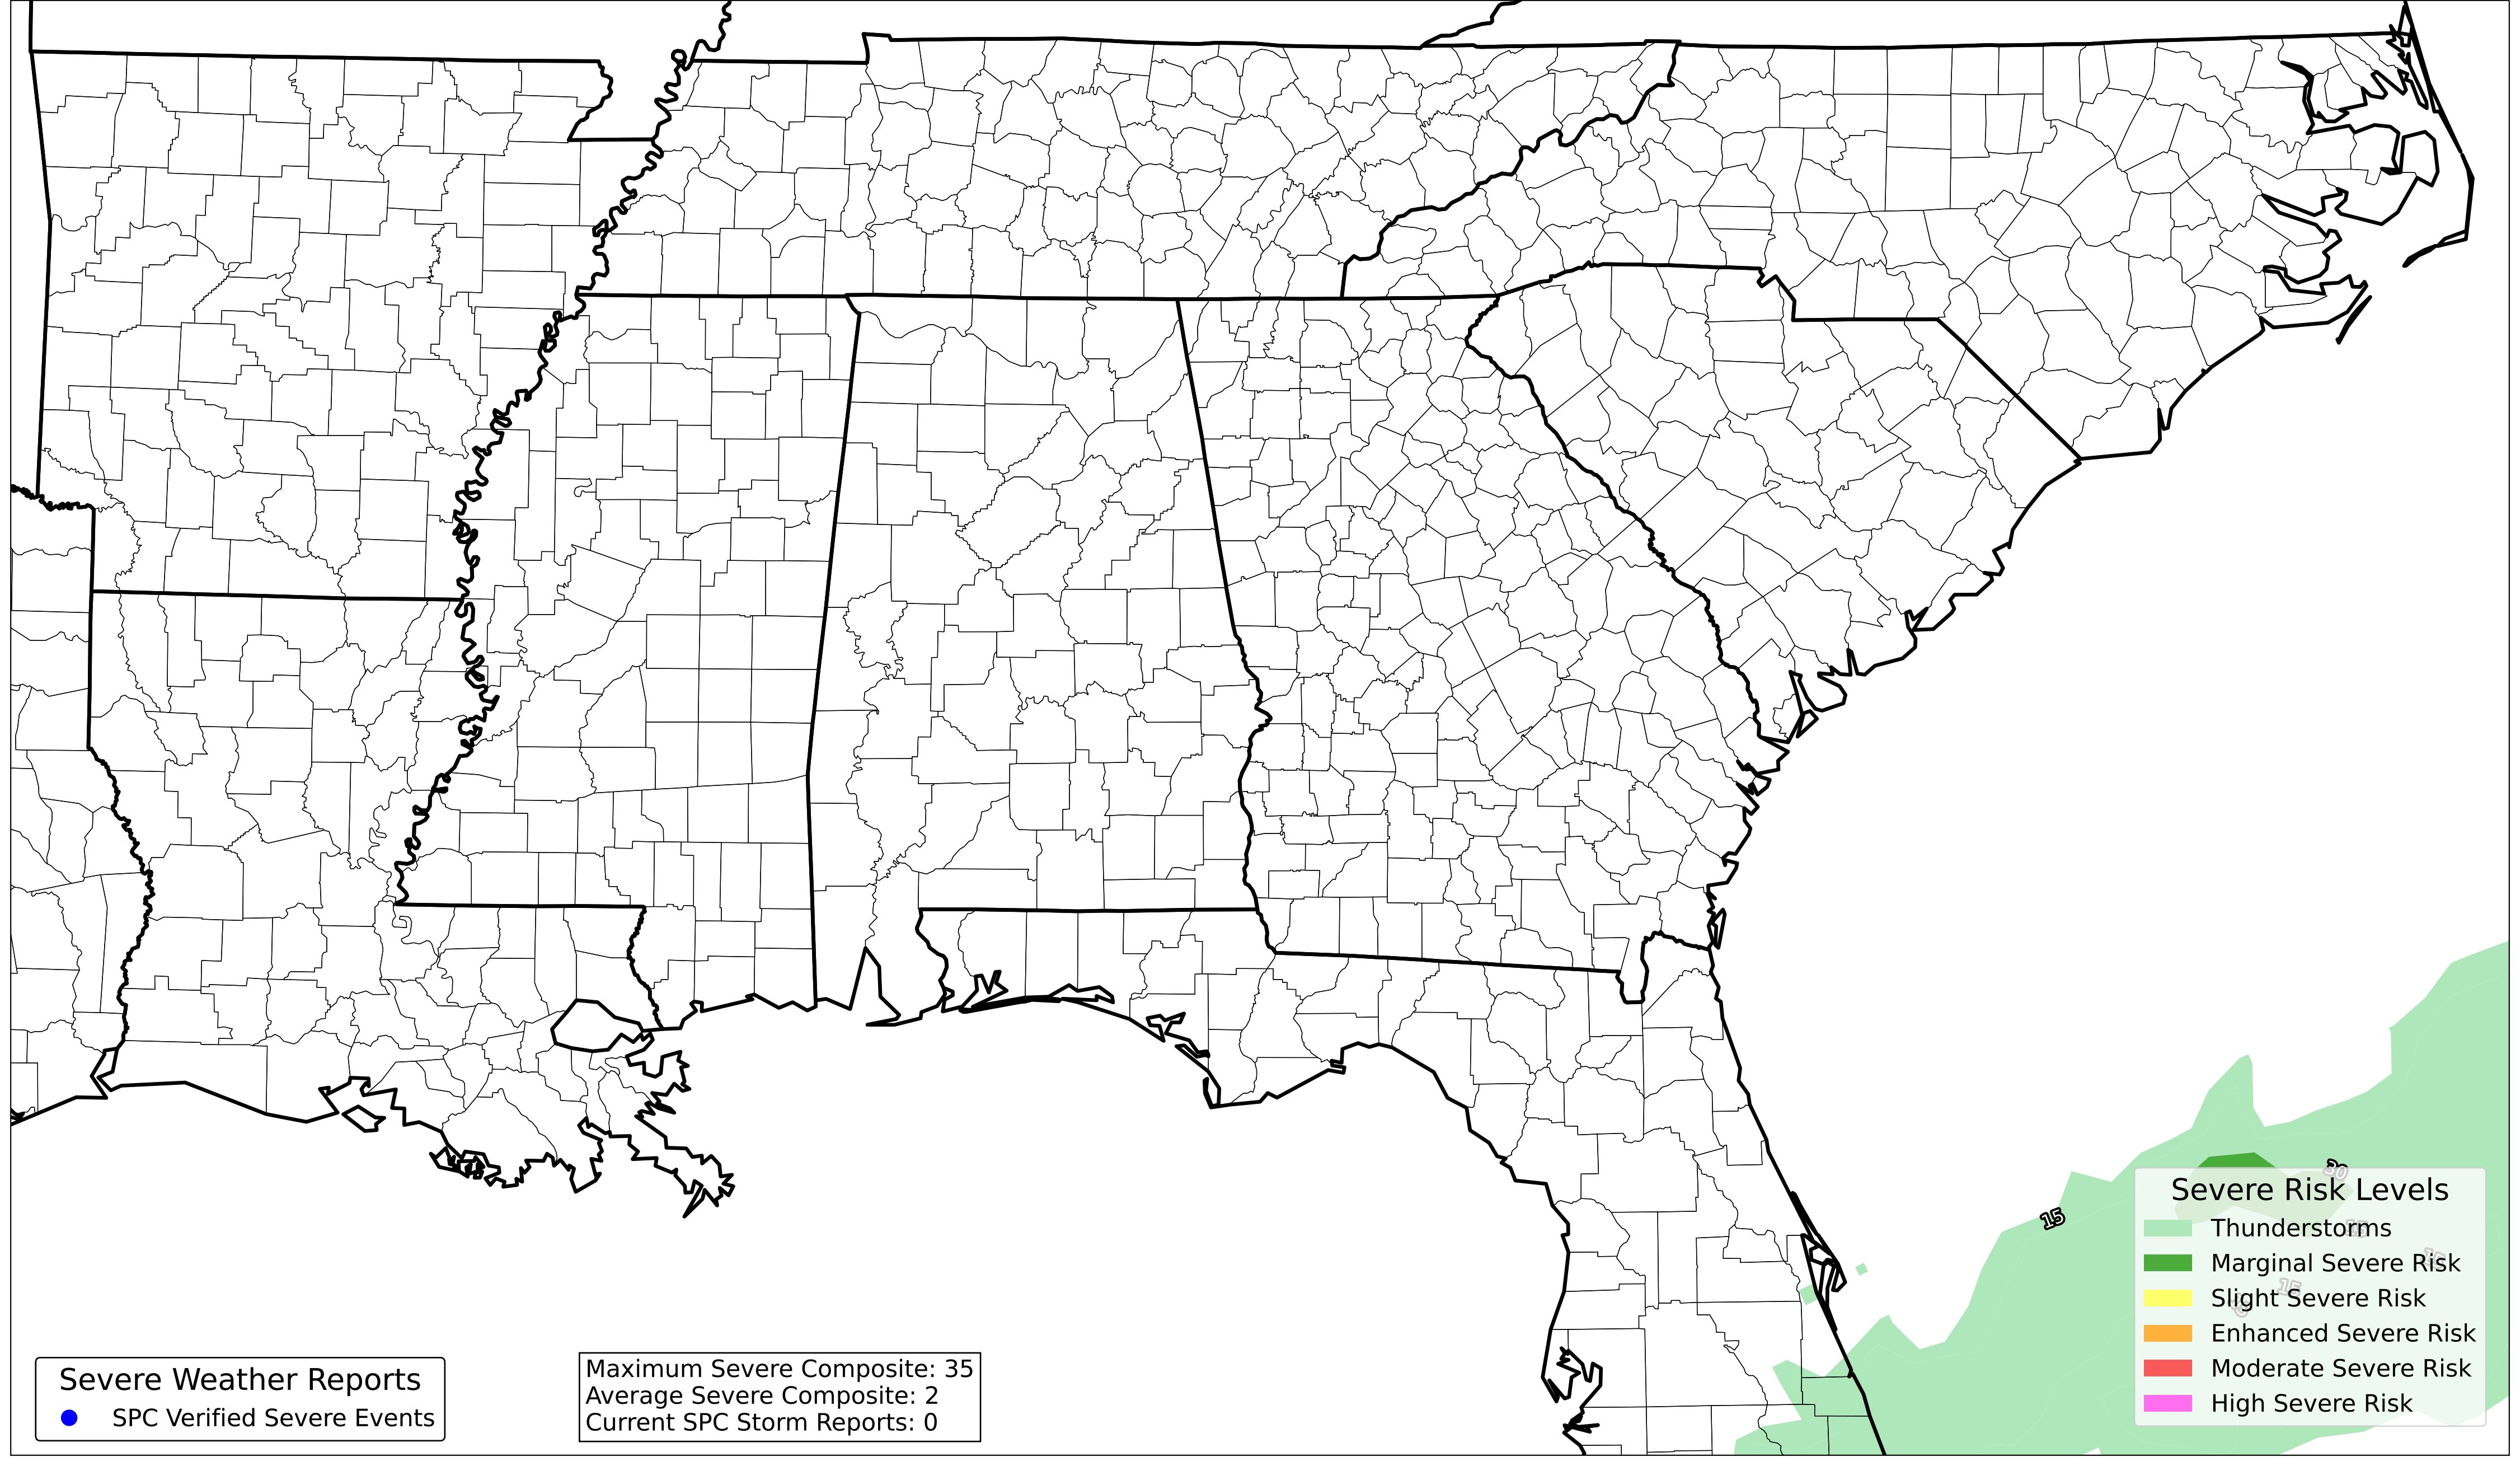 30
15
Severe Risk Levels
Thunderstorms
Marginal Severe Risk
15
Slight Severe Risk
Enhanced Severe Risk
Moderate Severe Risk
High Severe Risk
Severe Weather Reports
SPC Verified Severe Events
Maximum Severe Composite: 35
Average Severe Composite: 2
Current SPC Storm Reports: 0